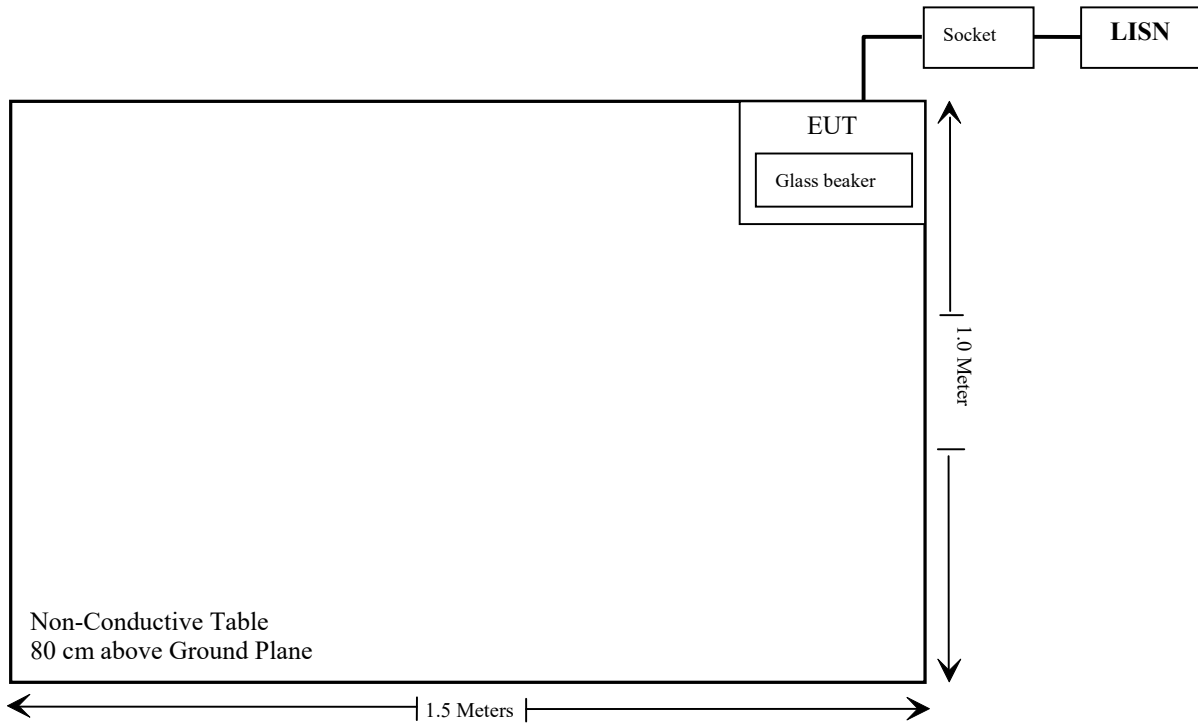 Socket
LISN
EUT
Glass beaker
1.0 Meter
Non-Conductive Table
80 cm above Ground Plane
1.5 Meters